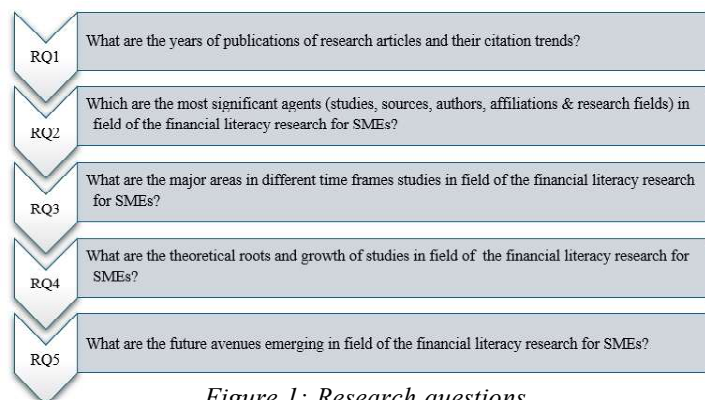 RQ1
What are the years of publications of research articles and their citation trends?
RQ2
Which are the most significant agents (studies, sources, authors, affiliations & research fields) in
field of the financial literacy research for SMEs?
RQ3
What are the major areas in different time frames studies in field of the financial literacy research
for SMEs?
RQ4
What are the theoretical roots and growth of studies in field of the financial literacy research for
SMEs?
RQ5
What are the future avenues emerging in field of the financial literacy research for SMEs?
Figure 1: Research questions